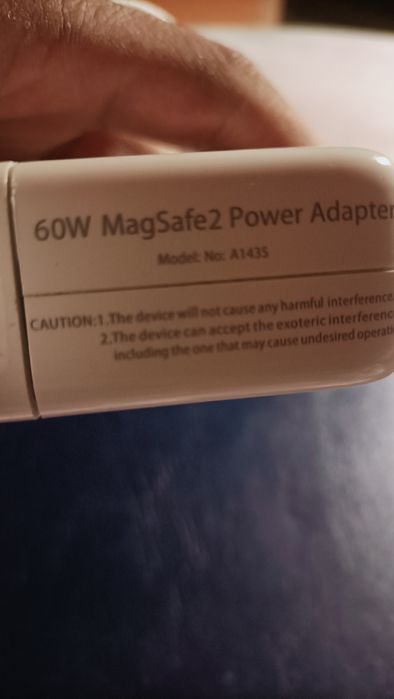 60W MagSafe2 Power Adapter
Model: No: A1435
CAUTION:1.The device will not cause any harmful interference
2.The device can accept the exoteric interferenc
including the one that may cause undesired operati